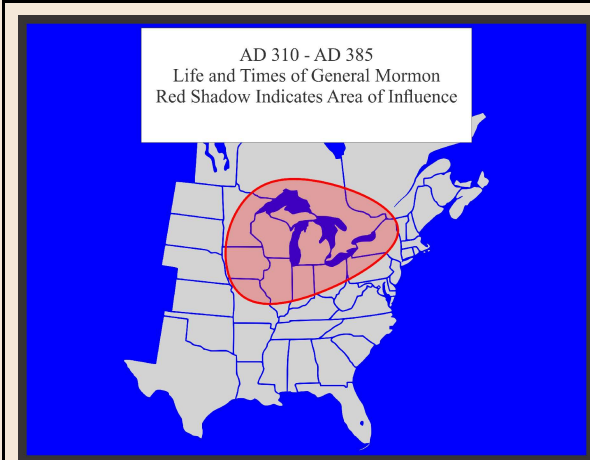 AD 310 - AD 385
Life and Times of General Mormon
Red Shadow Indicates Area of Influence